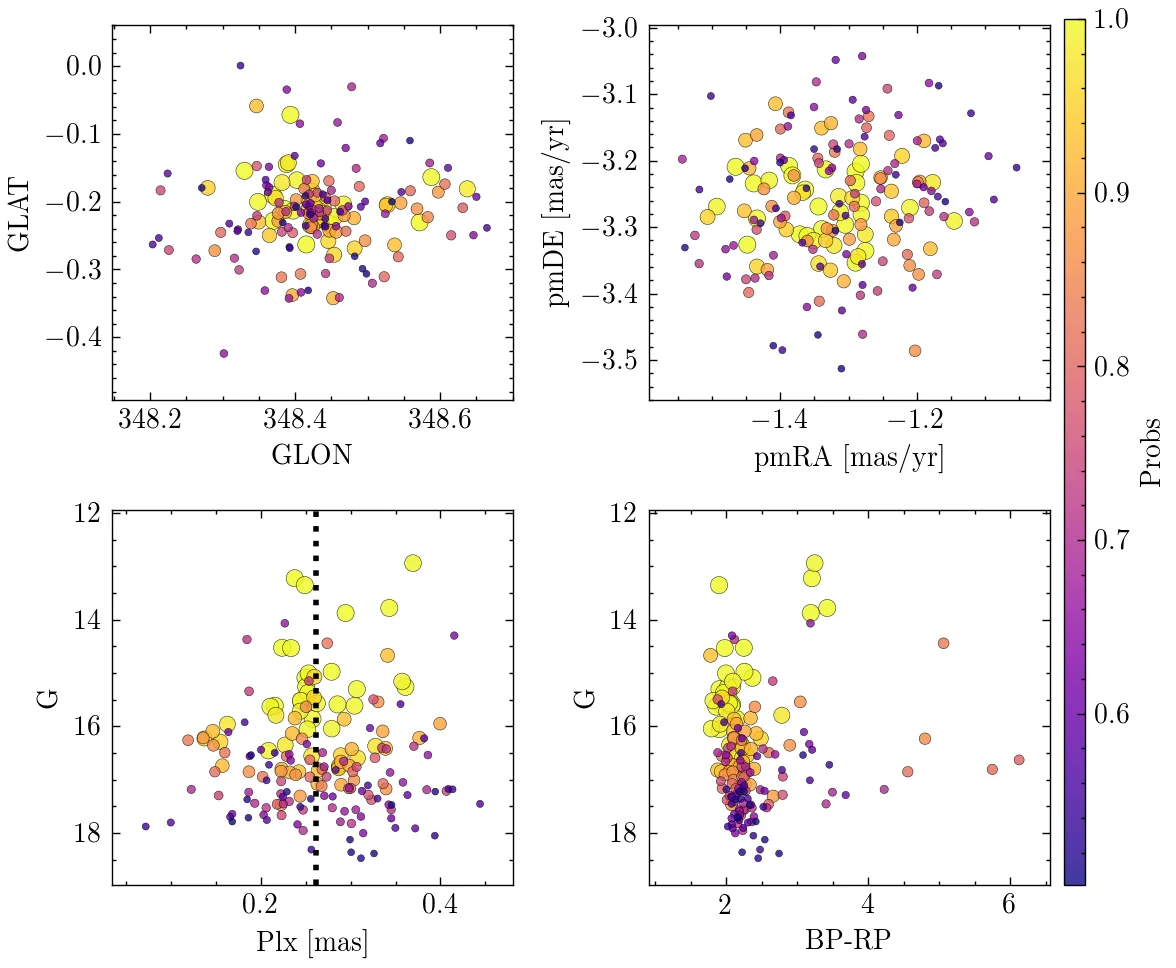 0.0
−0.1
−0.2
−0.3
−0.4
GLAT
348.2 348.4 348.6
GLON
−3.0
−3.1
−3.2
−3.3
−3.4
−3.5
pmDE [mas/yr]
−1.4 −1.2
pmRA [mas/yr]
1.0
0.9
0.8
0.7
0.6
Probs
12
14
16
18
G
0.2 0.4
Plx [mas]
12
14
16
18
G
2 4 6
BP-RP